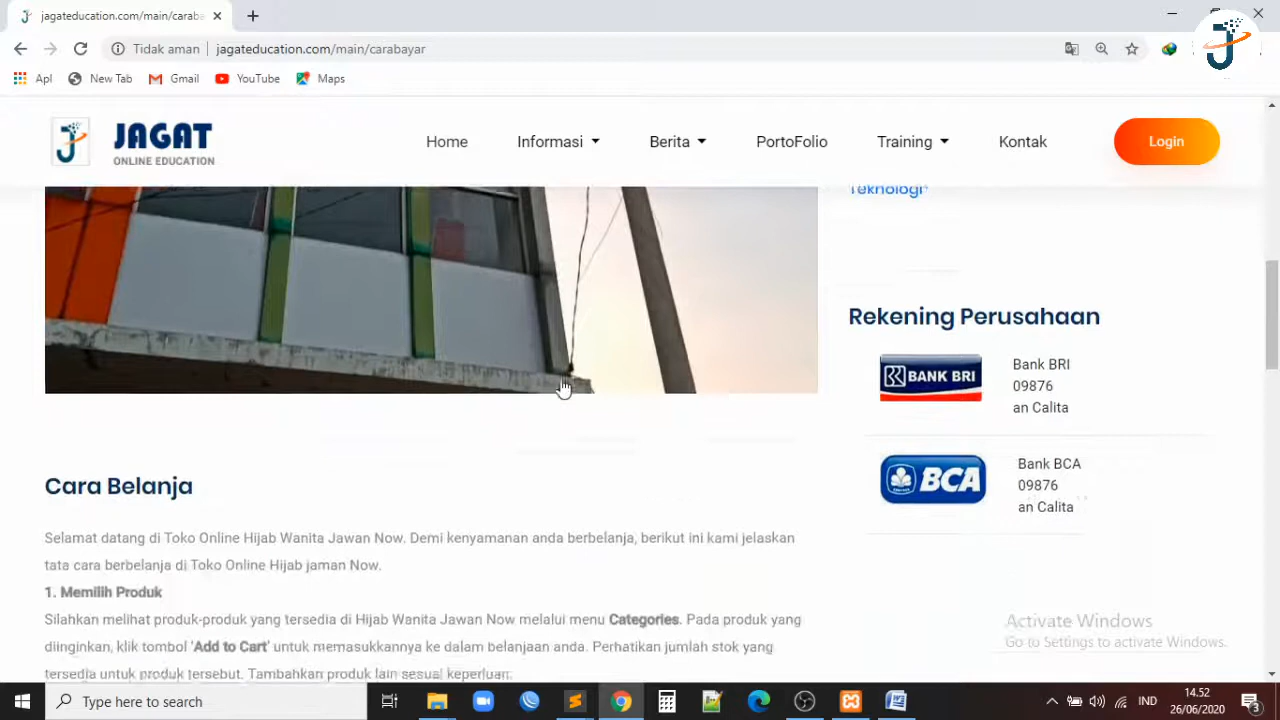 jagateducation.com/main/caraba
Tidak aman
jagateducation.com/main/carabayar
Apl
New Tab
Gmail
YouTube
Maps
JAGAT
ONLINE EDUCATION
Home
Informasi
Berita
PortoFolio
Training
Kontak
Login
Teknologi"
Rekening Perusahaan
BANK BRI
Bank BRI
09876
an Calita
BCA
Bank BCA
09876
an Calita
Cara Belanja
Selamat datang di Toko Online Hijab Wanita Jawan Now. Demi kenyamanan anda berbelanja, berikut ini kami jelaskan
tata cara berbelanja di Toko Online Hijab jaman Now.
1. Memilih Produk
Silahkan melihat produk-produk yang tersedia di Hijab Wanita Jawan Now melalui menu Categories. Pada produk yang
diinginkan, klik tombol 'Add to Cart' untuk memasukkannya ke dalam belanjaan anda. Perhatikan jumlah stok yang
tersedia untuk produk tersebut. Tambahkan produk lain sesuai keperluan.
Activate Windows
Go to Settings to activate Windows.
Type here to search
IND
14.52
26/06/2020
3